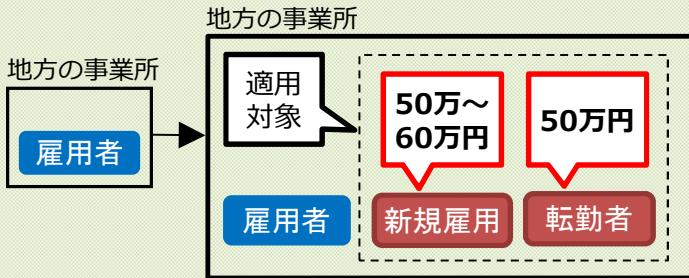 地方の事業所
地方の事業所
雇用者
適用
対象
50万～
60万円
50万円
雇用者
新規雇用
転勤者